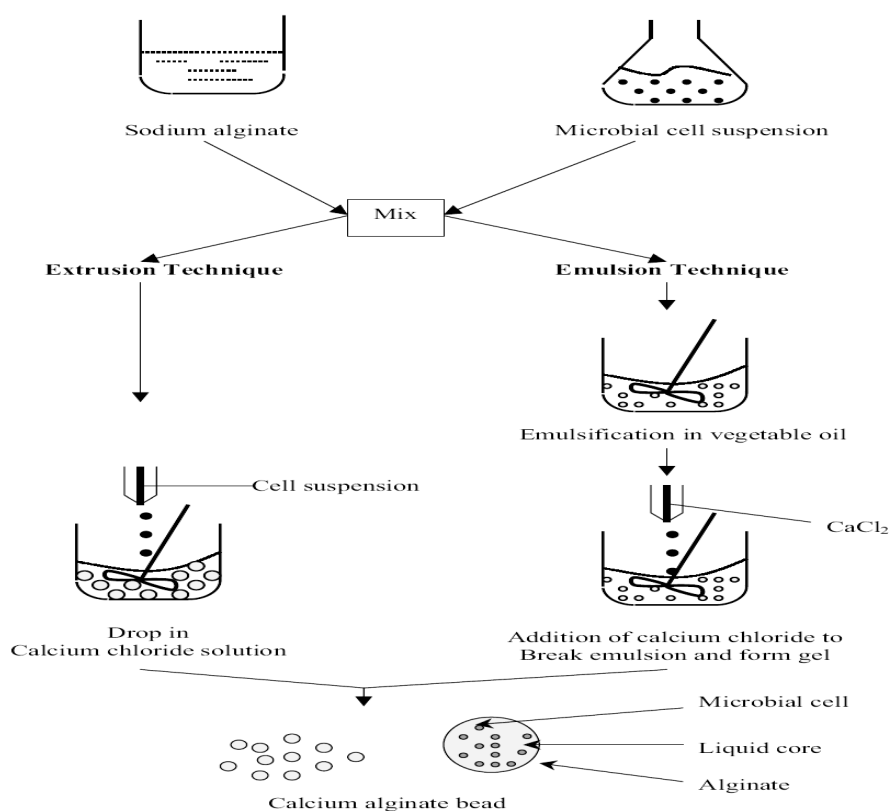 Sodium alginate
Microbial cell suspension
Mix
Extrusion Technique
Emulsion Technique
Emulsification in vegetable oil
Cell suspension
CaCl₂
Drop in
Calcium chloride solution
Addition of calcium chloride to
Break emulsion and form gel
Microbial cell
Liquid core
Alginate
Calcium alginate bead